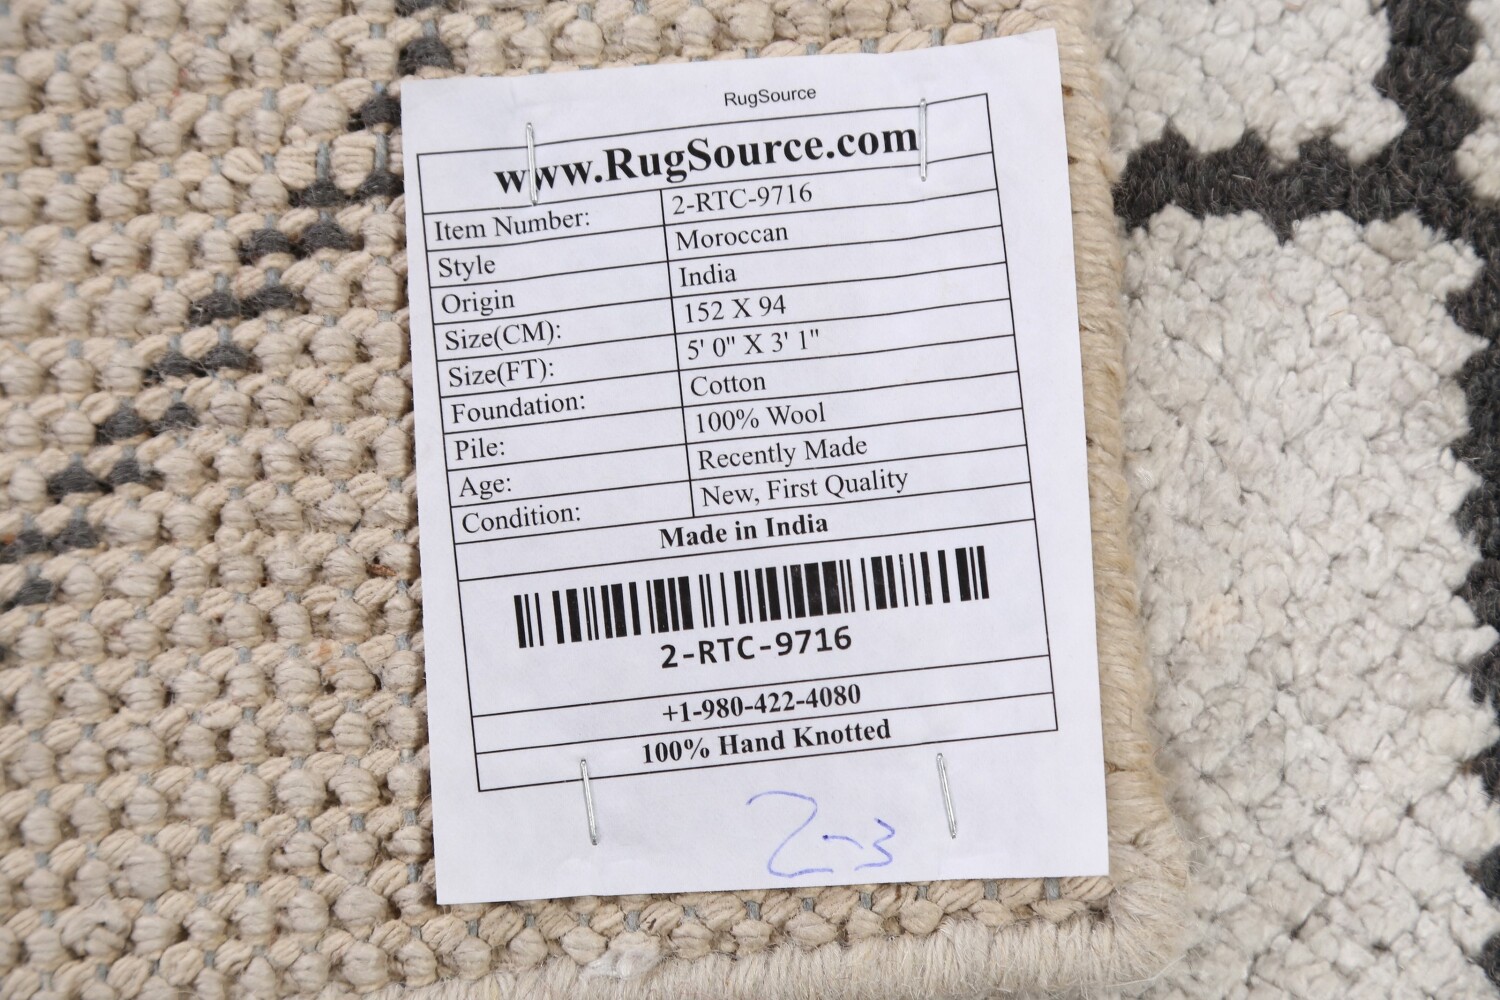 RugSource
www.RugSource.com
Item Number: 2-RTC-9716
Style Moroccan
Origin India
Size(CM): 152 X 94
Size(FT): 5' 0" X 3' 1"
Foundation: Cotton
Pile: 100% Wool
Age: Recently Made
Condition: New, First Quality
Made in India
2-RTC-9716
+1-980-422-4080
100% Hand Knotted
2-3